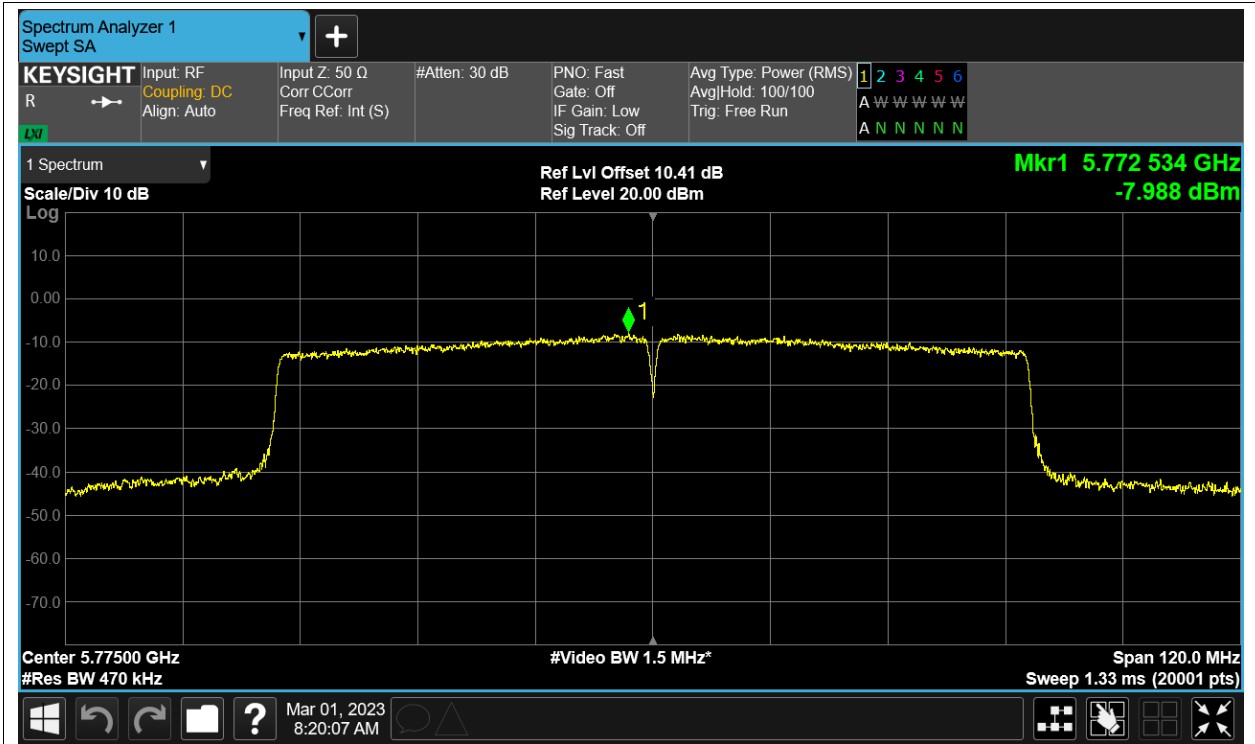 Spectrum Analyzer 1
Swept SA
KEYSIGHT
R
LXI
Input: RF
Coupling: DC
Align: Auto
Input Z: 50 Ω
Corr CCorr
Freq Ref: Int (S)
#Atten: 30 dB
PNO: Fast
Gate: Off
IF Gain: Low
Sig Track: Off
Avg Type: Power (RMS)
Avg|Hold: 100/100
Trig: Free Run
1 2 3 4 5 6
A W W W W W
A N N N N N
1 Spectrum
Scale/Div 10 dB
Log
Ref Lvl Offset 10.41 dB
Ref Level 20.00 dBm
Mkr1 5.772 534 GHz
-7.988 dBm
1
10.0
0.00
-10.0
-20.0
-30.0
-40.0
-50.0
-60.0
-70.0
Center 5.77500 GHz
#Res BW 470 kHz
#Video BW 1.5 MHz*
Span 120.0 MHz
Sweep 1.33 ms (20001 pts)
?
Mar 01, 2023
8:20:07 AM